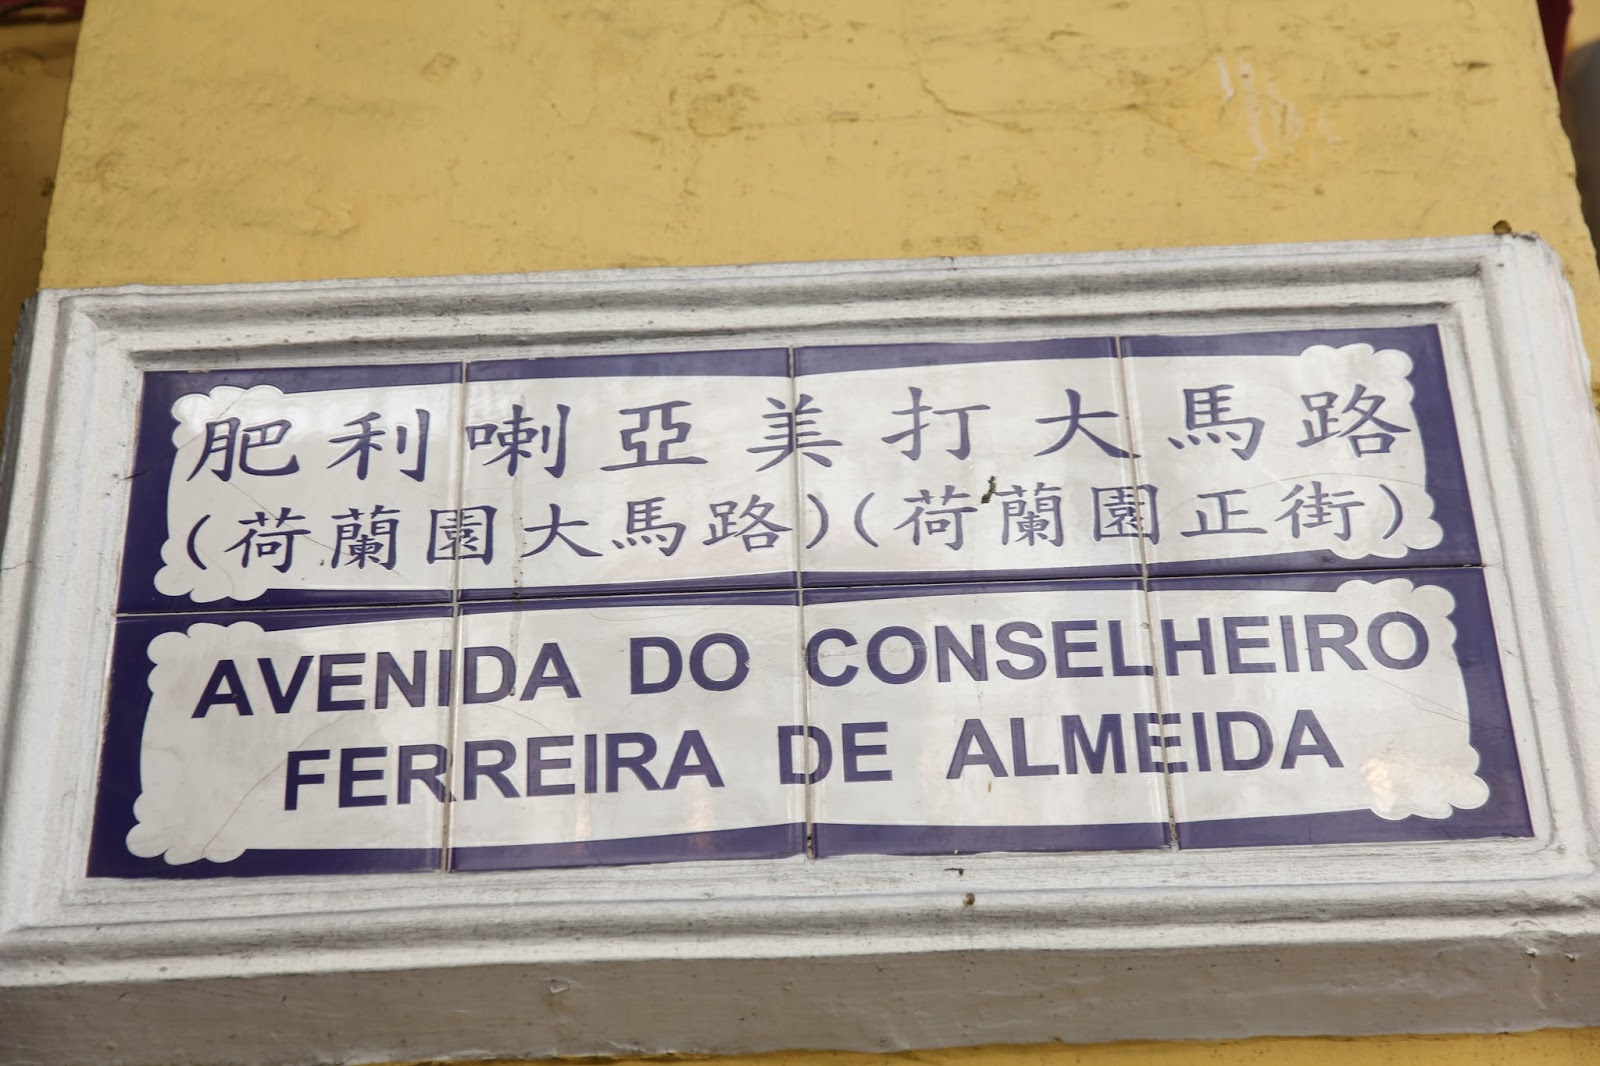 肥利喇亞美打大馬路
(荷蘭園大馬路)(荷蘭園正街)
AVENIDA DO CONSELHEIRO
FERREIRA DE ALMEIDA